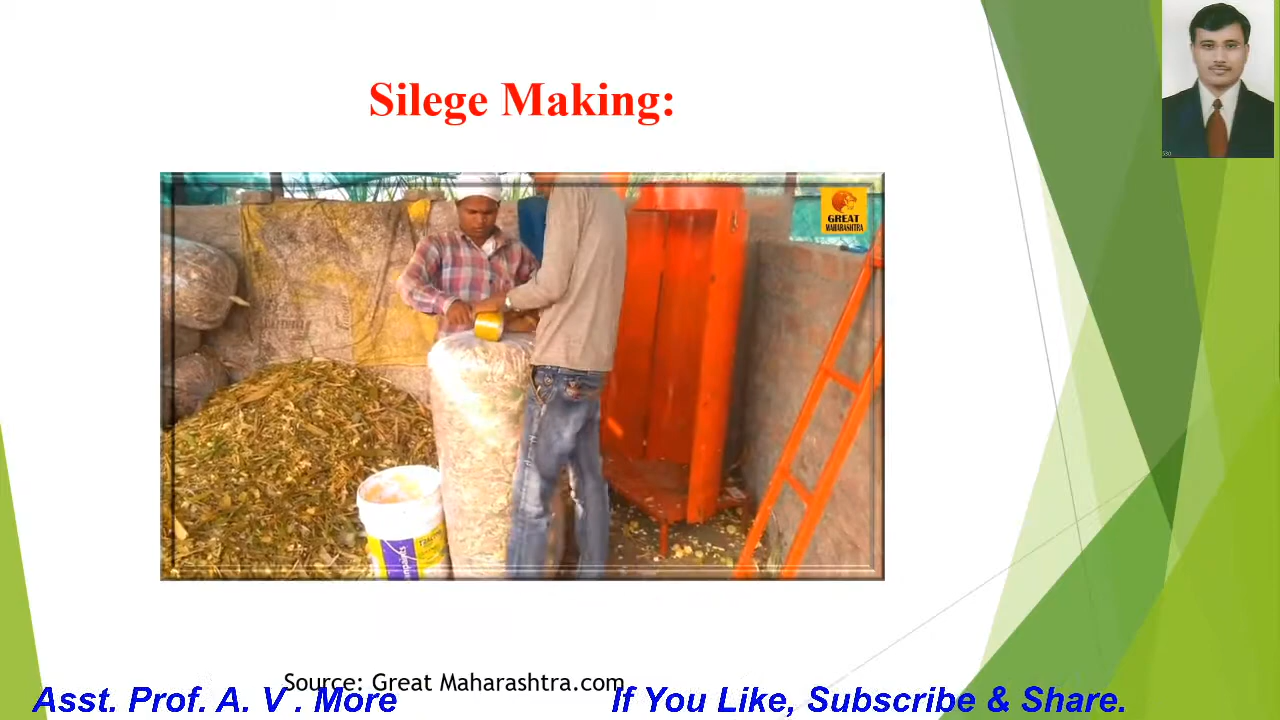 Silege Making:
GREAT
MAHARASHTRA
Source: Great Maharashtra.com
Asst. Prof. A. V . More
If You Like, Subscribe & Share.